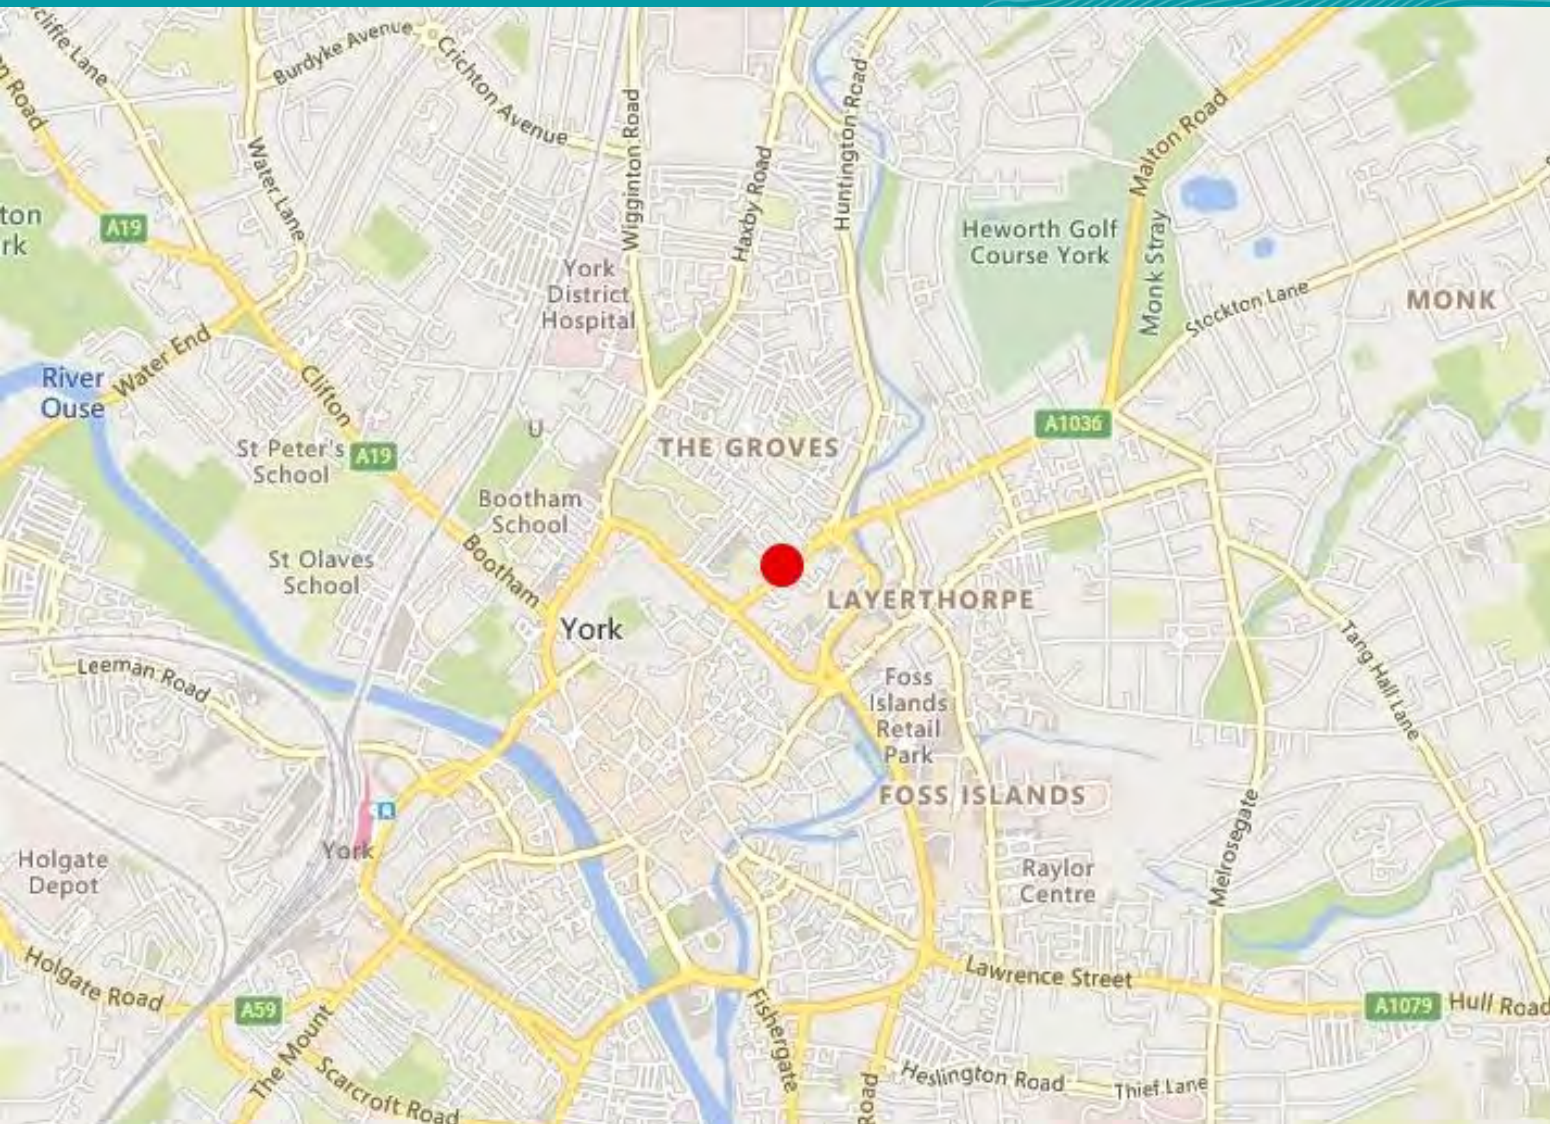 cliffe Lane
on Road
Burdyke Avenue
Crichton Avenue
Water Lane
Wigginton Road
Haxby Road
Huntington Road
Malton Road
Monk Stray
Stockton Lane
MONK
Heworth Golf
Course York
A19
ton
rk
York
District
Hospital
River
Ouse
Water End
Clifton
St Peter's
School
A19
U
THE GROVES
A1036
Bootham
School
St Olaves
School
Bootham
York
LAYERTHORPE
Leeman Road
Foss
Islands
Retail
Park
Tang Hall Lane
FOSS ISLANDS
York
Holgate
Depot
Raylor
Centre
Melrosegate
Holgate Road
A59
The Mount
Scarcroft Road
Fishergate
Road
Lawrence Street
A1079
Hull Road
Heslington Road
Thief Lane